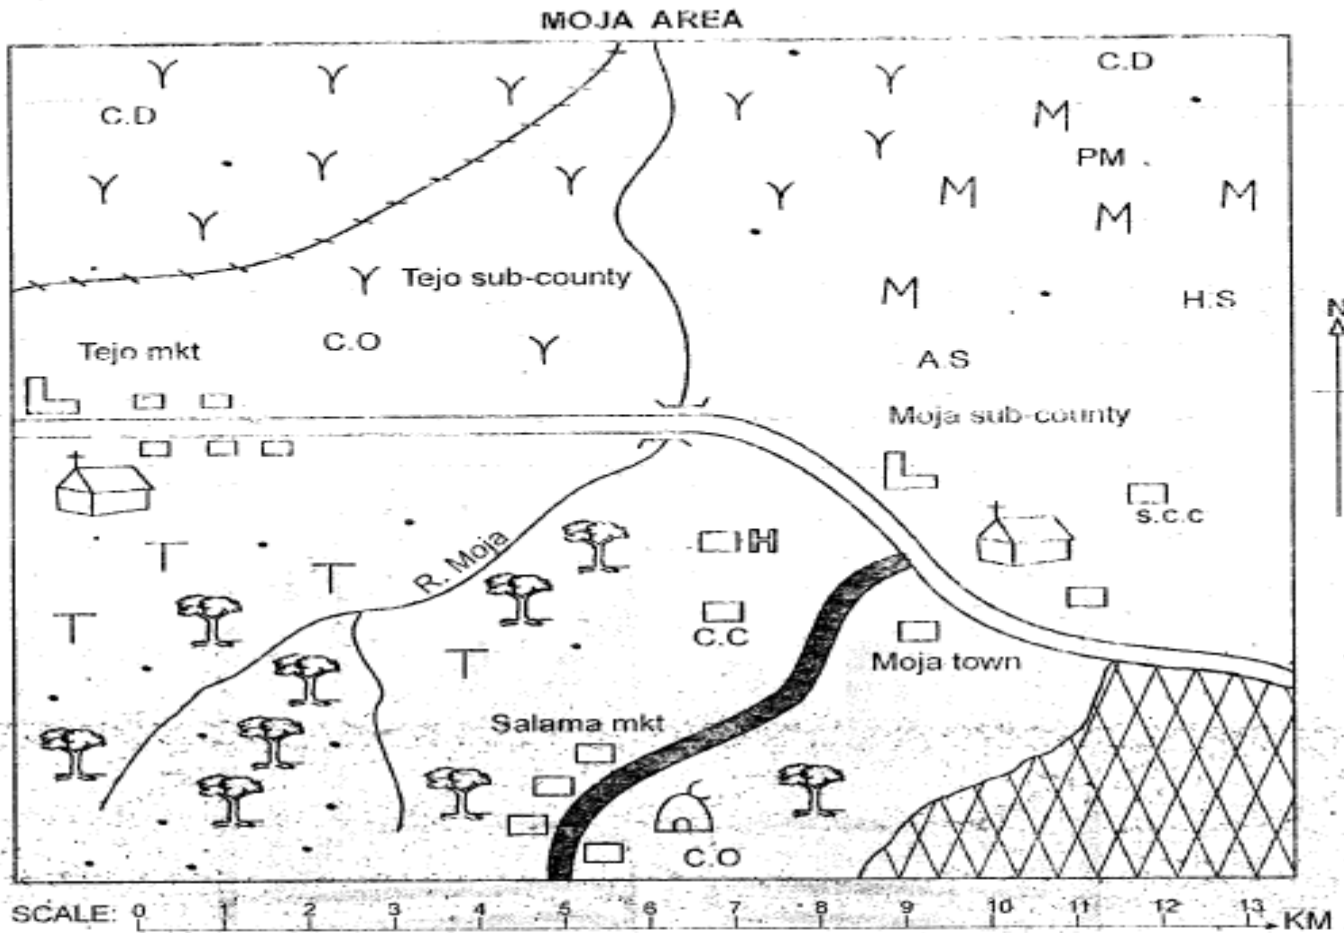 MOJA AREA
C.D
C.D
PM
Tejo sub-county
H.S
N
Tejo mkt
C.O
A.S
Moja sub-county
S.C.C
R. Moja
H
C.C
Moja town
Salama mkt
C.O
SCALE: 0 1 2 3 4 5 6 7 8 9 10 11 12 13 KM
Y Y Y Y Y Y Y Y Y Y Y Y Y Y
M M M M M
T T T T